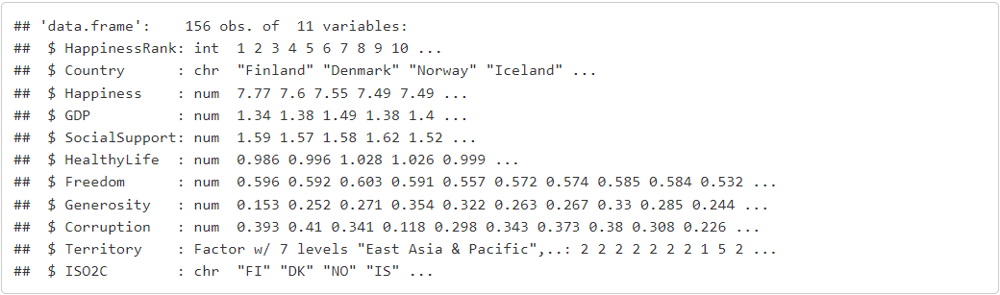 ## 'data.frame':    156 obs. of  11 variables:
##  $ HappinessRank: int  1 2 3 4 5 6 7 8 9 10 ...
##  $ Country      : chr  "Finland" "Denmark" "Norway" "Iceland" ...
##  $ Happiness    : num  7.77 7.6 7.55 7.49 7.49 ...
##  $ GDP          : num  1.34 1.38 1.49 1.38 1.4 ...
##  $ SocialSupport: num  1.59 1.57 1.58 1.62 1.52 ...
##  $ HealthyLife  : num  0.986 0.996 1.028 1.026 0.999 ...
##  $ Freedom      : num  0.596 0.592 0.603 0.591 0.557 0.572 0.574 0.585 0.584 0.532 ...
##  $ Generosity   : num  0.153 0.252 0.271 0.354 0.322 0.263 0.267 0.33 0.285 0.244 ...
##  $ Corruption   : num  0.393 0.41 0.341 0.118 0.298 0.343 0.373 0.38 0.308 0.226 ...
##  $ Territory    : Factor w/ 7 levels "East Asia & Pacific",..: 2 2 2 2 2 2 2 1 5 2 ...
##  $ ISO2C        : chr  "FI" "DK" "NO" "IS" ...